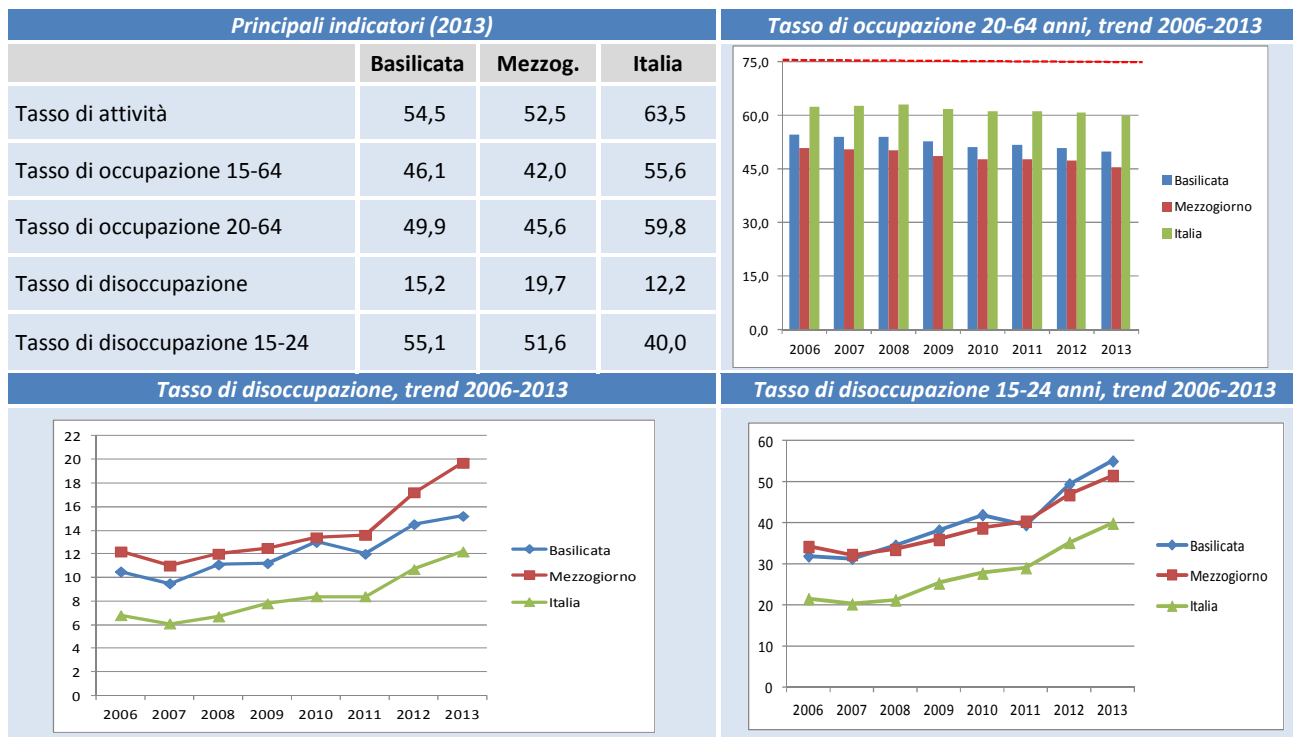 Principali indicatori (2013)
Basilicata Mezzog. Italia
Tasso di attività 54,5 52,5 63,5
Tasso di occupazione 15-64 46,1 42,0 55,6
Tasso di occupazione 20-64 49,9 45,6 59,8
Tasso di disoccupazione 15,2 19,7 12,2
Tasso di disoccupazione 15-24 55,1 51,6 40,0
Tasso di occupazione 20-64 anni, trend 2006-2013
75,0
60,0
45,0
30,0
15,0
0,0
2006 2007 2008 2009 2010 2011 2012 2013
Basilicata
Mezzogiorno
Italia
Tasso di disoccupazione, trend 2006-2013
22
20
18
16
14
12
10
8
6
4
2
0
2006 2007 2008 2009 2010 2011 2012 2013
Basilicata
Mezzogiorno
Italia
Tasso di disoccupazione 15-24 anni, trend 2006-2013
60
50
40
30
20
10
0
2006 2007 2008 2009 2010 2011 2012 2013
Basilicata
Mezzogiorno
Italia